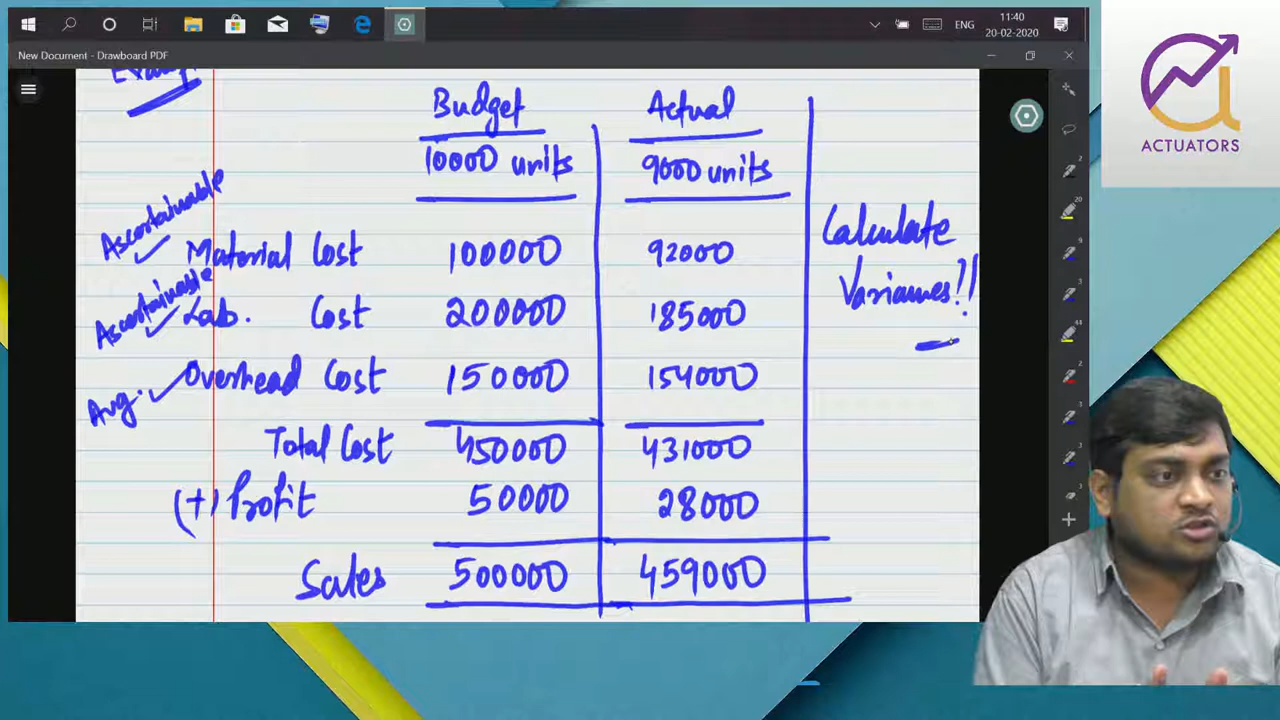 ENG
11:40
20-02-2020
New Document - Drawboard PDF
ACTUATORS
Budget Actual
10000 units 9000 units
Ascertainable Material Cost 100000 92000
Calculate
Variances!!
Ascertainable Lab. Cost 200000 185000
Avg. Overhead Cost 150000 154000
Total Cost 450000 431000
(+) Profit 50000 28000
Sales 500000 459000